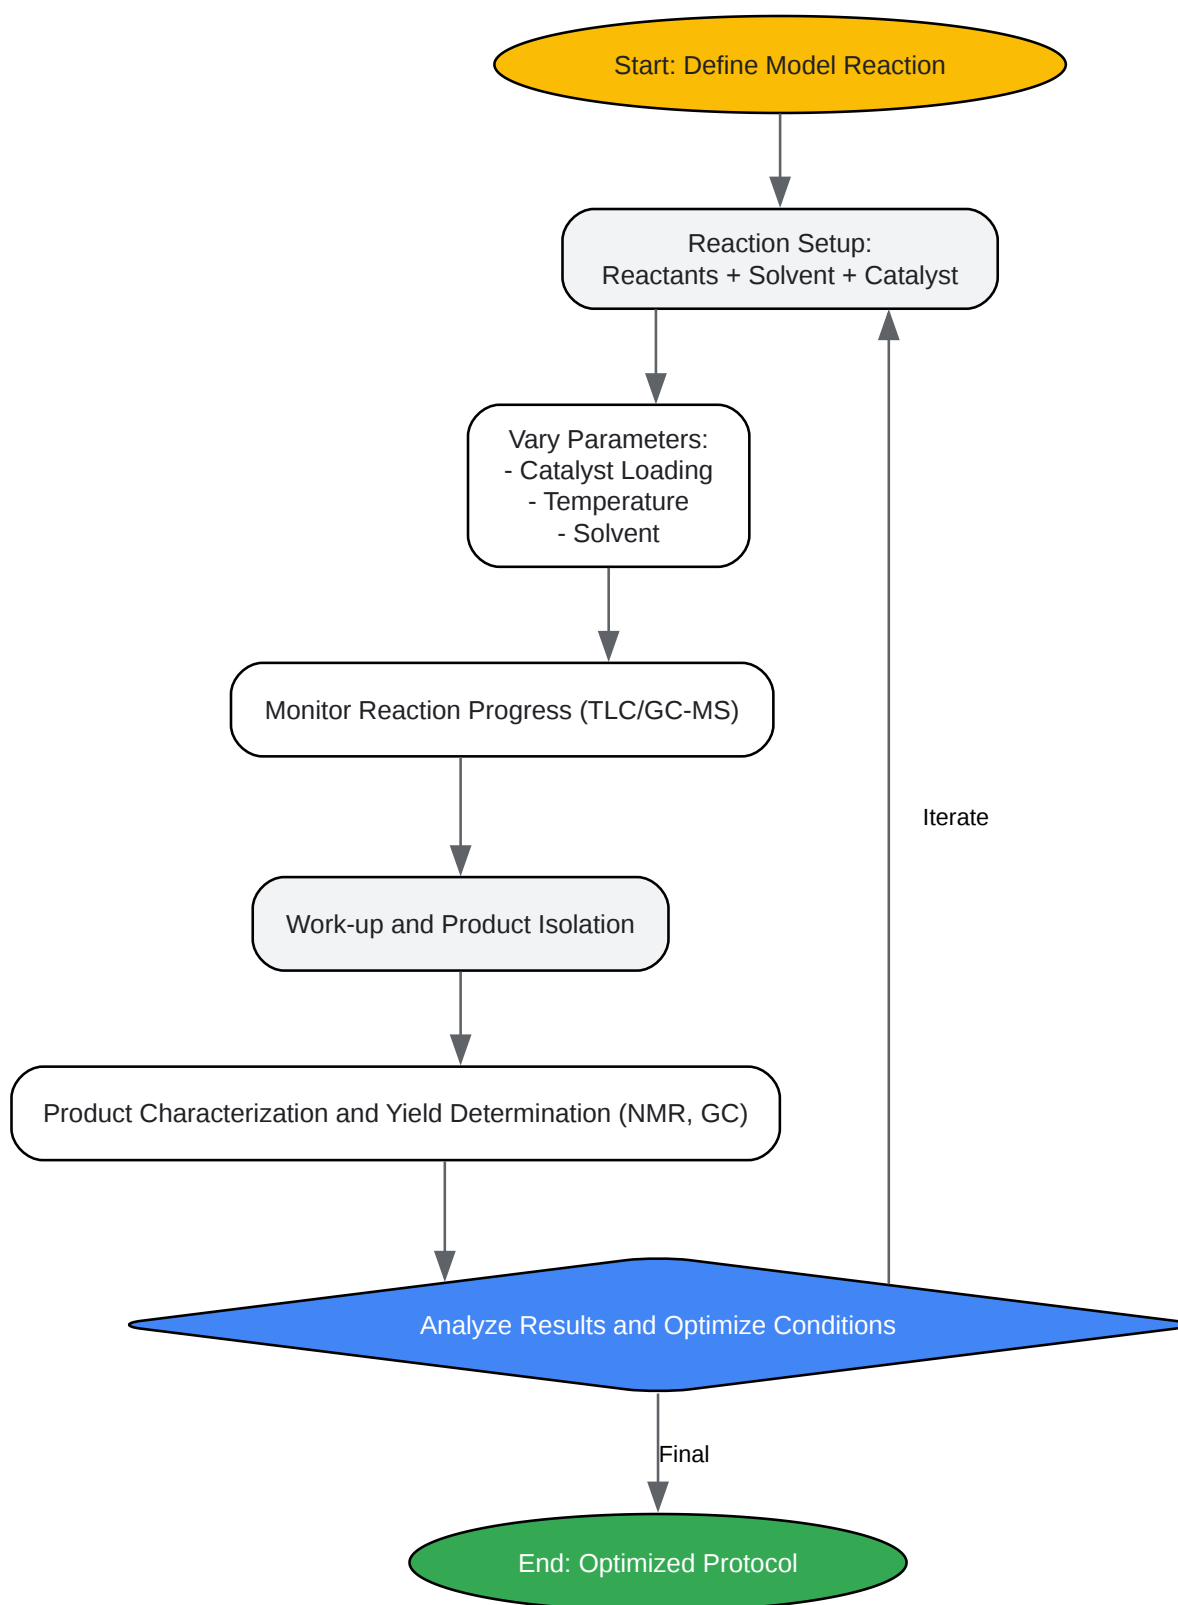 Start: Define Model Reaction
Reaction Setup:
Reactants + Solvent + Catalyst
Vary Parameters:
- Catalyst Loading
- Temperature
- Solvent
Monitor Reaction Progress (TLC/GC-MS)
Iterate
Work-up and Product Isolation
Product Characterization and Yield Determination (NMR, GC)
Analyze Results and Optimize Conditions
Final
End: Optimized Protocol